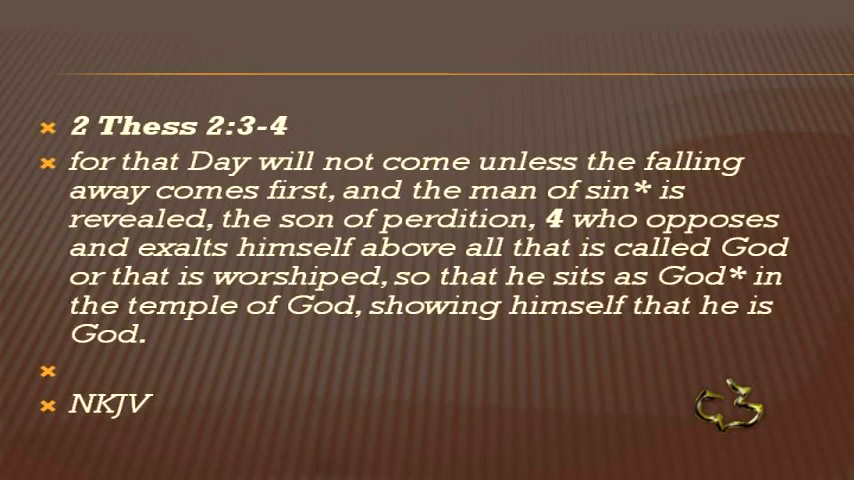 2 Thess 2:3-4
for that Day will not come unless the falling
away comes first, and the man of sin* is
revealed, the son of perdition, 4 who opposes
and exalts himself above all that is called God
or that is worshiped, so that he sits as God* in
the temple of God, showing himself that he is
God.
NKJV